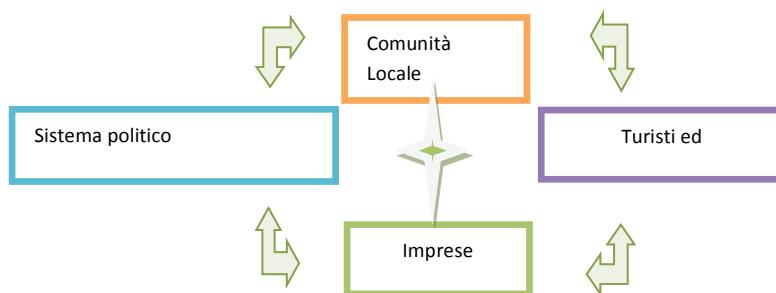 Comunità
Locale
Sistema politico
Turisti ed
Imprese